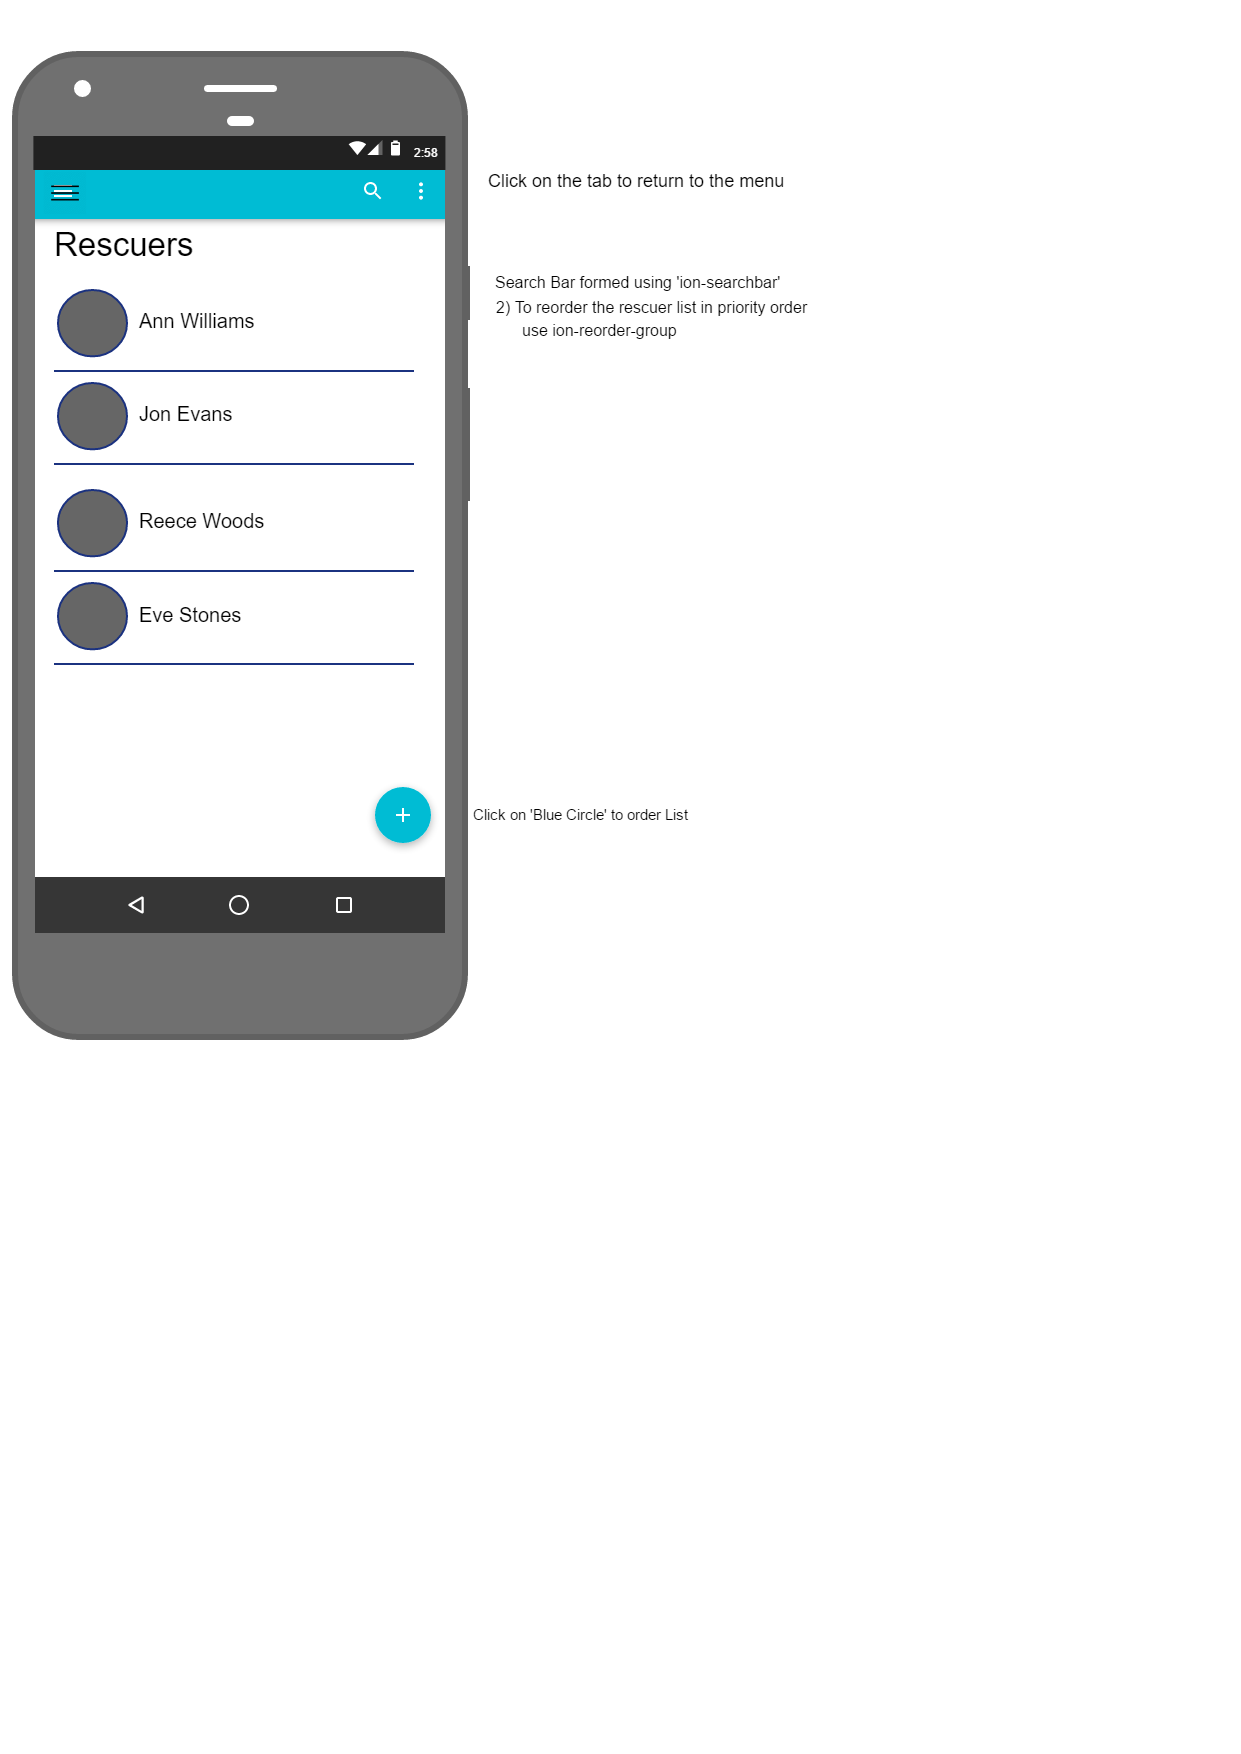 2:58
Click on the tab to return to the menu
Rescuers
Search Bar formed using 'ion-searchbar'
2) To reorder the rescuer list in priority order
use ion-reorder-group
Ann Williams
Jon Evans
Reece Woods
Eve Stones
Click on 'Blue Circle' to order List